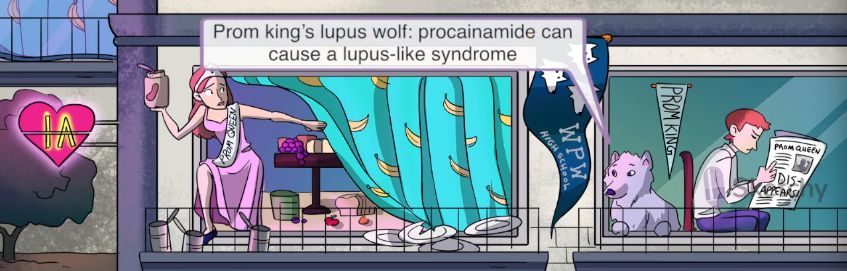 Prom king's lupus wolf: procainamide can
cause a lupus-like syndrome
IA
PROM QUEEN
WPW
HIGH SCHOOL
PROM KING
PROM QUEEN
DIS-
APPEARS!